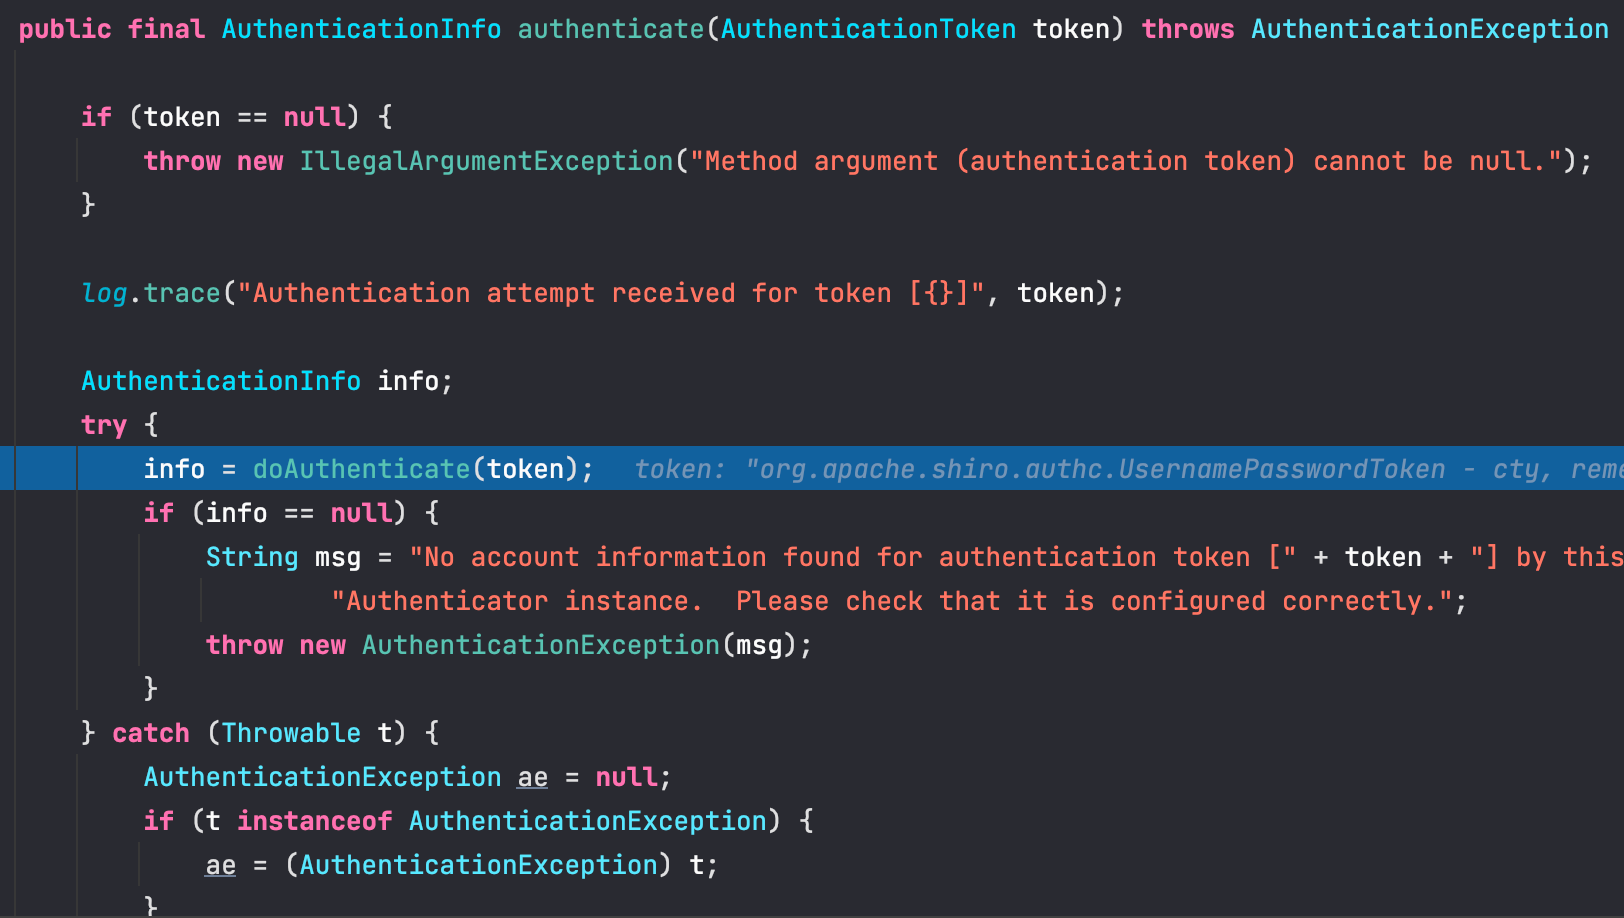 public final AuthenticationInfo authenticate(AuthenticationToken token) throws AuthenticationException
if (token == null) {
throw new IllegalArgumentException("Method argument (authentication token) cannot be null.");
}
log.trace("Authentication attempt received for token [{}]", token);
AuthenticationInfo info;
try {
info = doAuthenticate(token); token: "org.apache.shiro.authc.UsernamePasswordToken - cty, reme
if (info == null) {
String msg = "No account information found for authentication token [" + token + "] by this
"Authenticator instance.  Please check that it is configured correctly.";
throw new AuthenticationException(msg);
}
} catch (Throwable t) {
AuthenticationException ae = null;
if (t instanceof AuthenticationException) {
ae = (AuthenticationException) t;
}